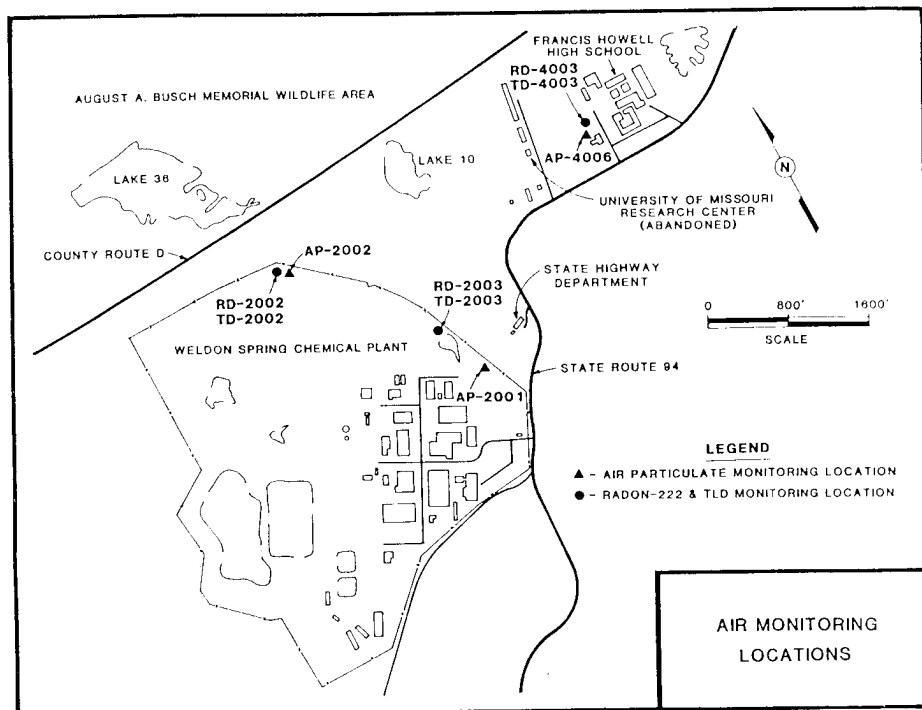 FRANCIS HOWELL
HIGH SCHOOL
RD-4003
TD-4003
AUGUST A. BUSCH MEMORIAL WILDLIFE AREA
AP-4006
LAKE 10
LAKE 36
N
UNIVERSITY OF MISSOURI
RESEARCH CENTER
(ABANDONED)
COUNTY ROUTE D
AP-2002
RD-2002
TD-2002
RD-2003
TD-2003
STATE HIGHWAY
DEPARTMENT
0 800' 1600'
SCALE
WELDON SPRING CHEMICAL PLANT
STATE ROUTE 94
AP-2001
LEGEND
▲ - AIR PARTICULATE MONITORING LOCATION
● - RADON-222 & TLD MONITORING LOCATION
AIR MONITORING
LOCATIONS